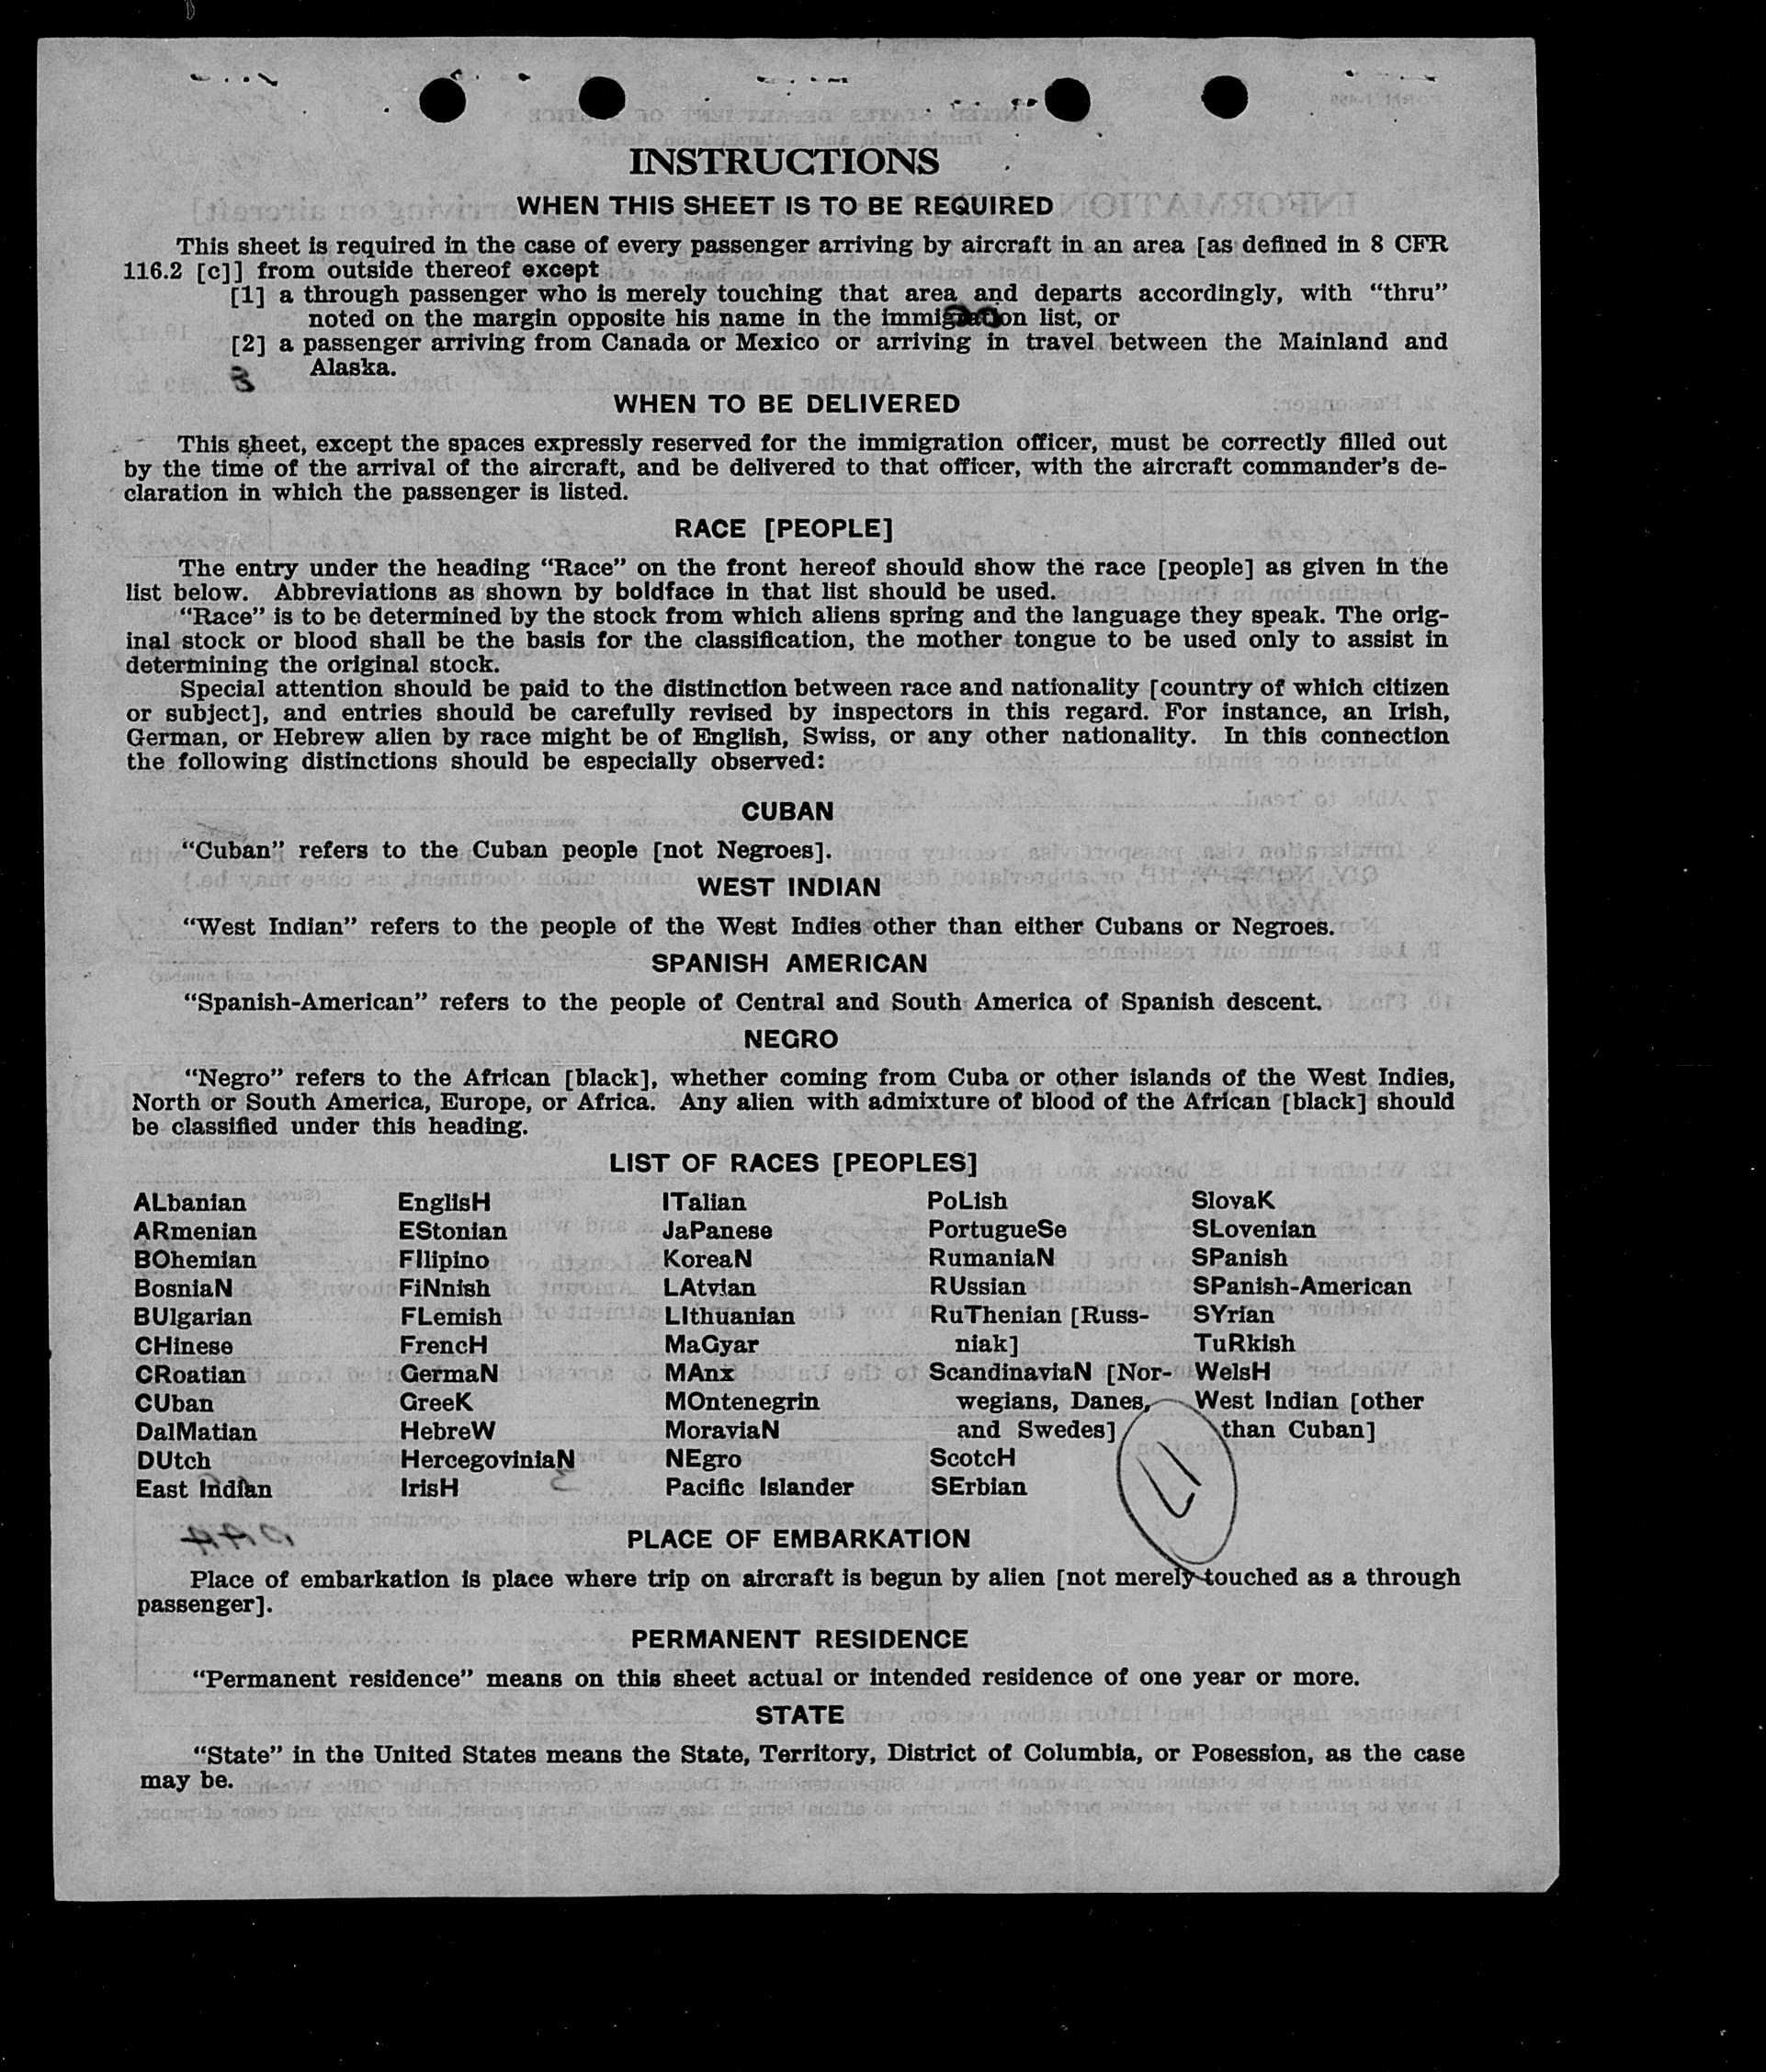 INSTRUCTIONS
WHEN THIS SHEET IS TO BE REQUIRED
This sheet is required in the case of every passenger arriving by aircraft in an area [as defined in 8 CFR
116.2 [c]] from outside thereof except
[1] a through passenger who is merely touching that area and departs accordingly, with “thru”
noted on the margin opposite his name in the immigration list, or
[2] a passenger arriving from Canada or Mexico or arriving in travel between the Mainland and
Alaska.
WHEN TO BE DELIVERED
This sheet, except the spaces expressly reserved for the immigration officer, must be correctly filled out
by the time of the arrival of the aircraft, and be delivered to that officer, with the aircraft commander’s de-
claration in which the passenger is listed.
RACE [PEOPLE]
The entry under the heading “Race” on the front hereof should show the race [people] as given in the
list below. Abbreviations as shown by boldface in that list should be used.
“Race” is to be determined by the stock from which aliens spring and the language they speak. The orig-
inal stock or blood shall be the basis for the classification, the mother tongue to be used only to assist in
determining the original stock.
Special attention should be paid to the distinction between race and nationality [country of which citizen
or subject], and entries should be carefully revised by inspectors in this regard. For instance, an Irish,
German, or Hebrew alien by race might be of English, Swiss, or any other nationality. In this connection
the following distinctions should be especially observed:
CUBAN
“Cuban” refers to the Cuban people [not Negroes].
WEST INDIAN
“West Indian” refers to the people of the West Indies other than either Cubans or Negroes.
SPANISH AMERICAN
“Spanish-American” refers to the people of Central and South America of Spanish descent.
NEGRO
“Negro” refers to the African [black], whether coming from Cuba or other islands of the West Indies,
North or South America, Europe, or Africa. Any alien with admixture of blood of the African [black] should
be classified under this heading.
LIST OF RACES [PEOPLES]
ALbanian
ARmenian
BOhemian
BosniaN
BUlgarian
CHinese
CRoatian
CUban
DalMatian
DUtch
East Indian
EnglisH
EStonian
FIlipino
FiNnish
FLemish
FrencH
GermaN
GreeK
HebreW
HercegoviniaN
IrisH
ITalian
JaPanese
KoreaN
LAtvian
LIthuanian
MaGyar
MAnx
MOntenegrin
MoraviaN
NEgro
Pacific Islander
PoLish
PortugueSe
RumaniaN
RUssian
RuThenian [Russ-
niak]
ScandinaviaN [Nor-
wegians, Danes,
and Swedes]
ScotcH
SErbian
SlovaK
SLovenian
SPanish
SPanish-American
SYrian
TuRkish
WelsH
West Indian [other
than Cuban]
PLACE OF EMBARKATION
Place of embarkation is place where trip on aircraft is begun by alien [not merely touched as a through
passenger].
PERMANENT RESIDENCE
“Permanent residence” means on this sheet actual or intended residence of one year or more.
STATE
“State” in the United States means the State, Territory, District of Columbia, or Posession, as the case
may be.